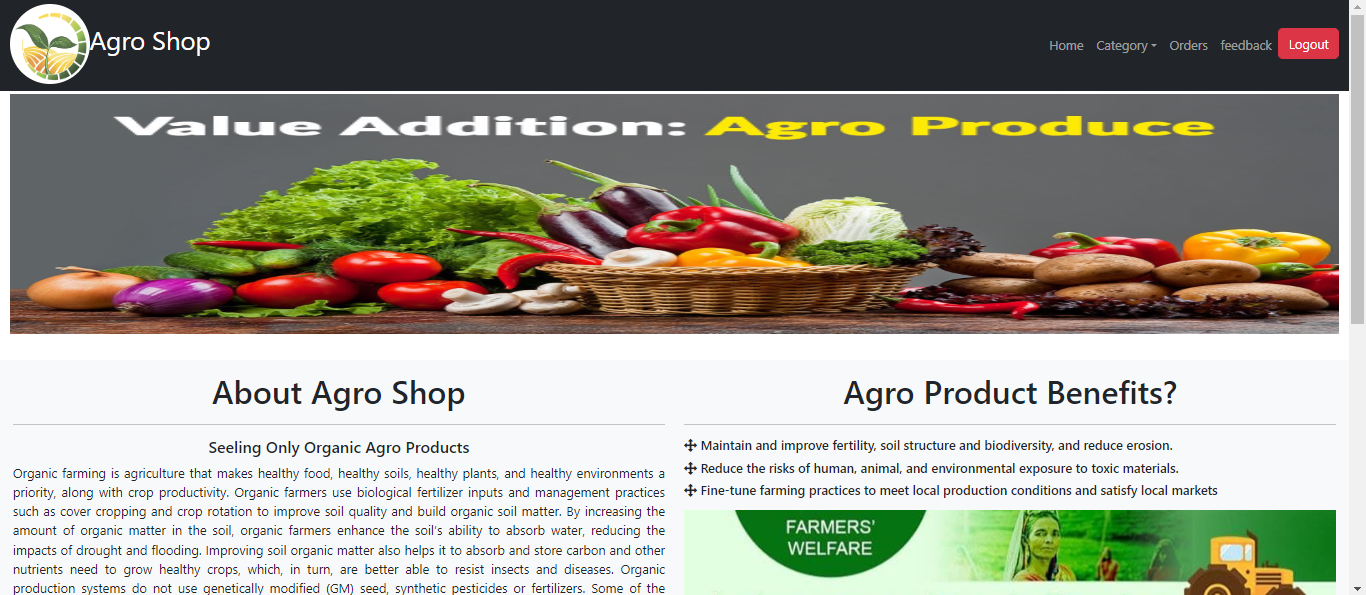 Agro Shop
Home
Category
Orders
feedback
Logout
Value Addition: Agro Produce
About Agro Shop
Seeling Only Organic Agro Products
Organic farming is agriculture that makes healthy food, healthy soils, healthy plants, and healthy environments a
priority, along with crop productivity. Organic farmers use biological fertilizer inputs and management practices
such as cover cropping and crop rotation to improve soil quality and build organic soil matter. By increasing the
amount of organic matter in the soil, organic farmers enhance the soil's ability to absorb water, reducing the
impacts of drought and flooding. Improving soil organic matter also helps it to absorb and store carbon and other
nutrients need to grow healthy crops, which, in turn, are better able to resist insects and diseases. Organic
production systems do not use genetically modified (GM) seed, synthetic pesticides or fertilizers. Some of the
Agro Product Benefits?
Maintain and improve fertility, soil structure and biodiversity, and reduce erosion.
Reduce the risks of human, animal, and environmental exposure to toxic materials.
Fine-tune farming practices to meet local production conditions and satisfy local markets
FARMERS'
WELFARE